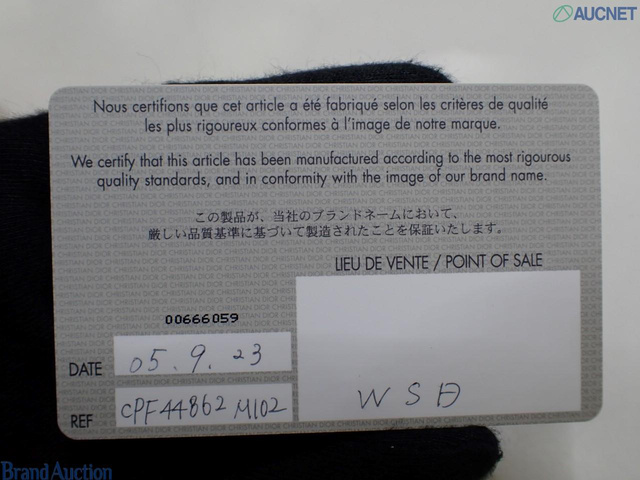 AUCNET
Nous certifions que cet article a été fabriqué selon les critères de qualité
les plus rigoureux conformes à l'image de notre marque.
We certify that this article has been manufactured according to the most rigourous
quality standards, and in conformity with the image of our brand name.
この製品が、当社のブランドネームにおいて、
厳しい品質基準に基づいて製造されたことを保証いたします。
LIEU DE VENTE / POINT OF SALE
00666059
DATE 05.9.23
REF CPF44862 M102
Brand Auction